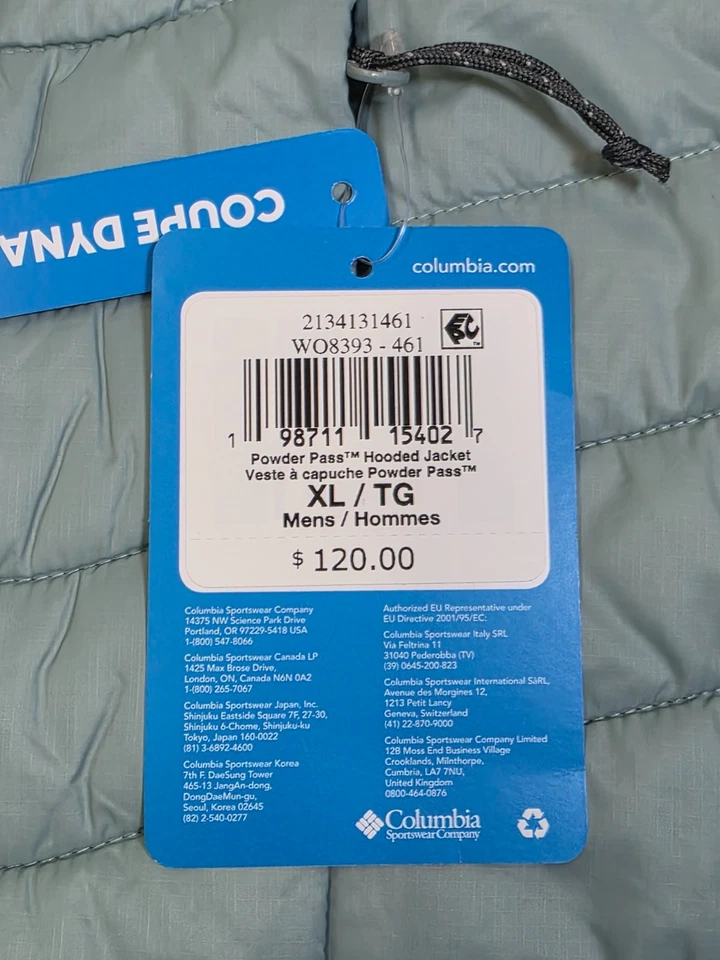 COUPE DYNA
columbia.com
2134131461
EPC™
WO8393 - 461
1 98711 15402 7
Powder Pass™ Hooded Jacket
Veste à capuche Powder Pass™
XL / TG
Mens / Hommes
$ 120.00
Columbia Sportswear Company
14375 NW Science Park Drive
Portland, OR 97229-5418 USA
1-(800) 547-8066
Columbia Sportswear Canada LP
1425 Max Brose Drive,
London, ON, Canada N6N 0A2
1-(800) 265-7067
Columbia Sportswear Japan, Inc.
Shinjuku Eastside Square 7F, 27-30,
Shinjuku 6-Chome, Shinjuku-ku
Tokyo, Japan 160-0022
(81) 3-6892-4600
Columbia Sportswear Korea
7th F. DaeSung Tower
465-13 JangAn-dong,
DongDaeMun-gu,
Seoul, Korea 02645
(82) 2-540-0277
Authorized EU Representative under
EU Directive 2001/95/EC:
Columbia Sportswear Italy SRL
Via Feltrina 11
31040 Pederobba (TV)
(39) 0645-200-823
Columbia Sportswear International SàRL,
Avenue des Morgines 12,
1213 Petit Lancy
Geneva, Switzerland
(41) 22-870-9000
Columbia Sportswear Company Limited
12B Moss End Business Village
Crooklands, Milnthorpe,
Cumbria, LA7 7NU,
United Kingdom
0800-464-0876
Columbia
Sportswear Company